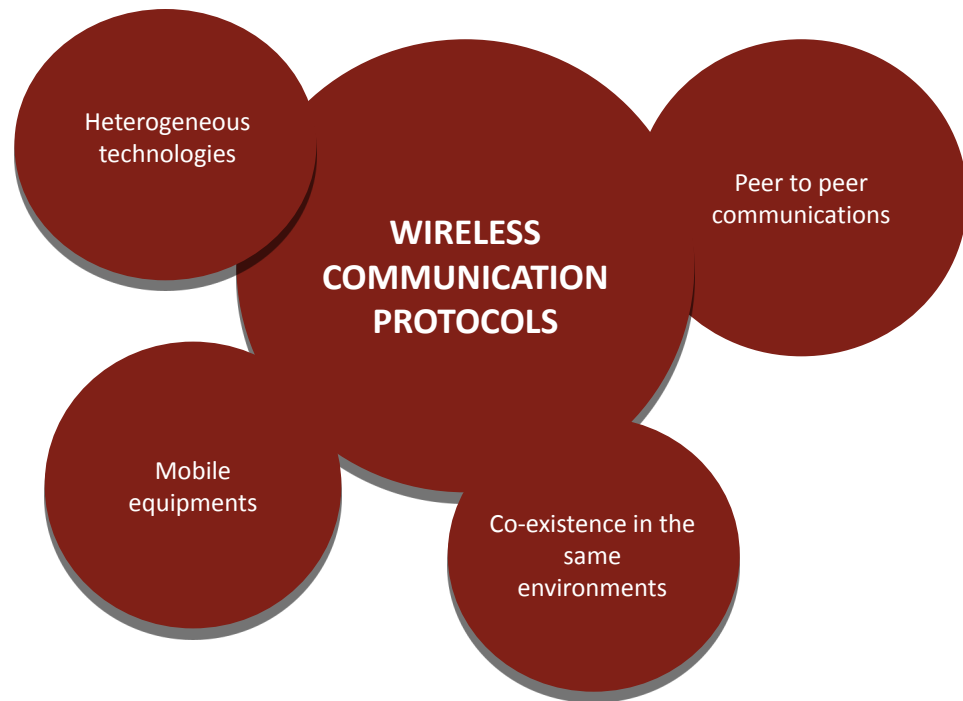 Heterogeneous
technologies
Peer to peer
communications
WIRELESS
COMMUNICATION
PROTOCOLS
Mobile
equipments
Co-existence in the
same
environments